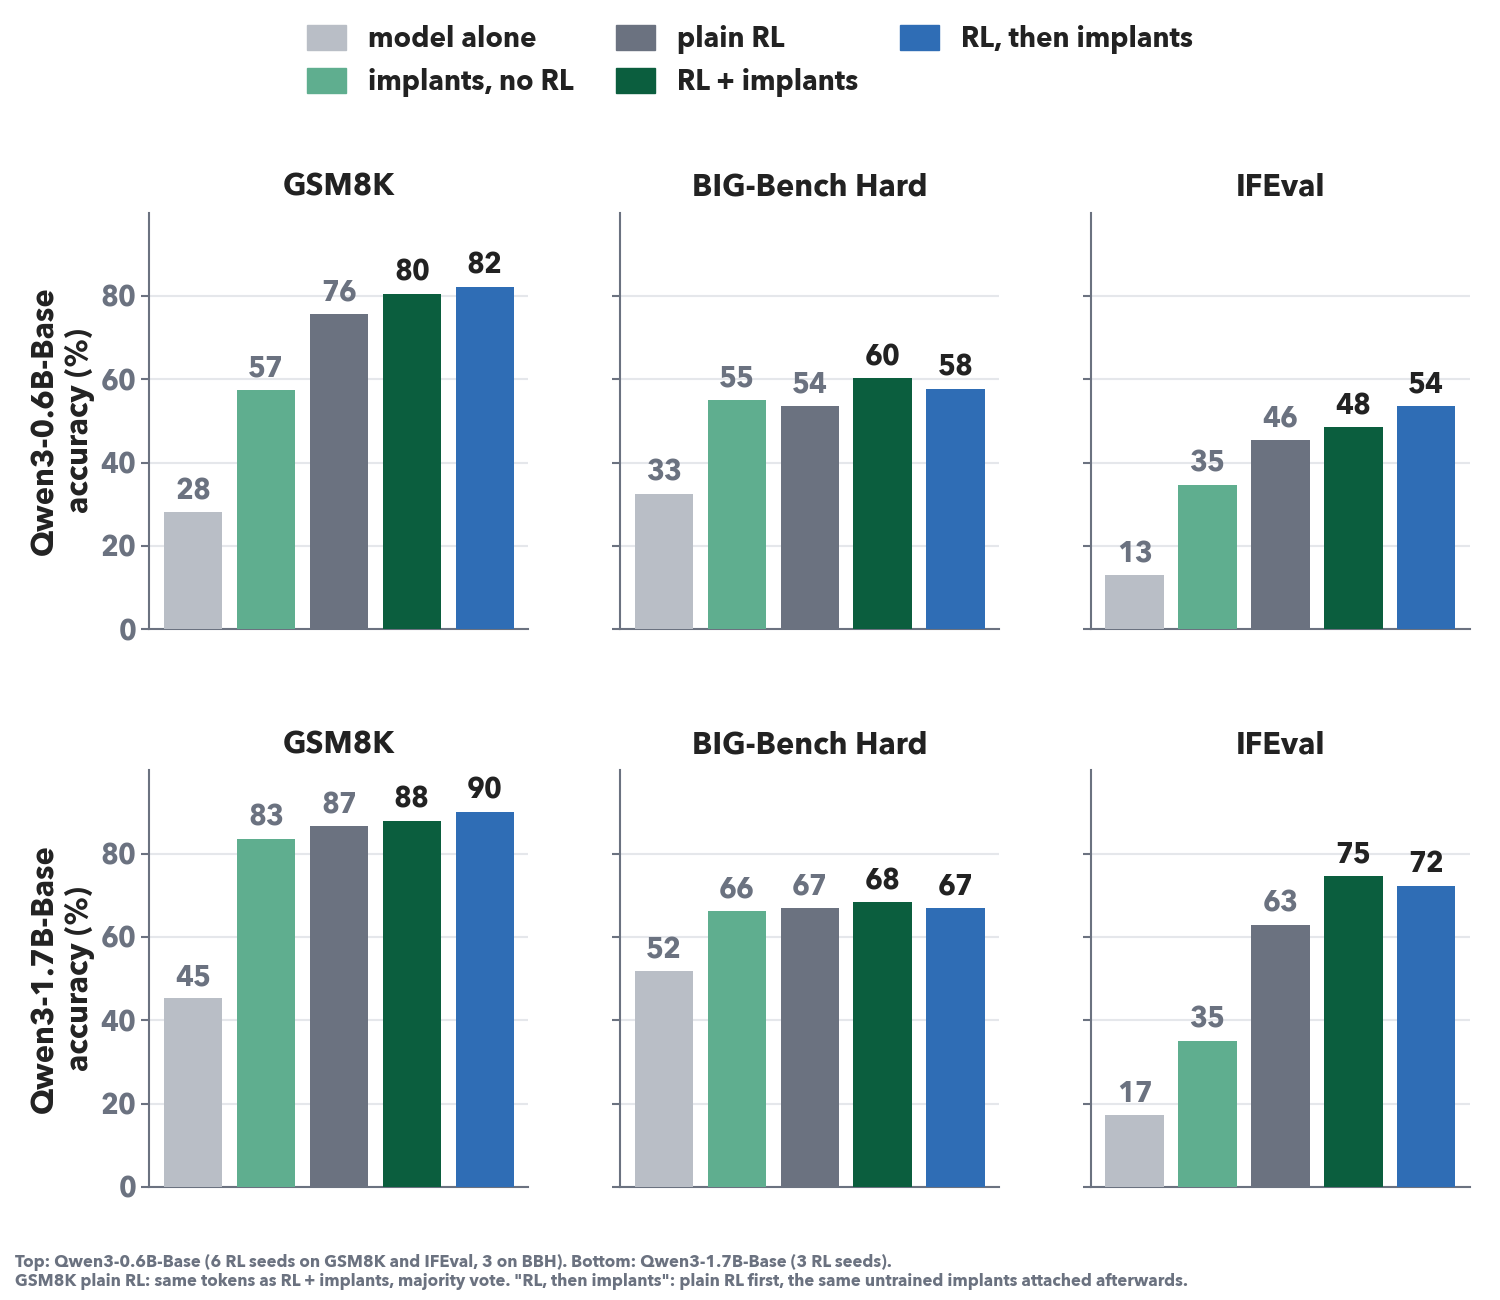 model alone
plain RL
RL, then implants
implants, no RL
RL + implants
GSM8K
BIG-Bench Hard
IFEval
Qwen3-0.6B-Base
accuracy (%)
80
60
40
20
0
28
57
76
80
82
33
55
54
60
58
13
35
46
48
54
GSM8K
BIG-Bench Hard
IFEval
Qwen3-1.7B-Base
accuracy (%)
80
60
40
20
0
45
83
87
88
90
52
66
67
68
67
17
35
63
75
72
Top: Qwen3-0.6B-Base (6 RL seeds on GSM8K and IFEval, 3 on BBH). Bottom: Qwen3-1.7B-Base (3 RL seeds).
GSM8K plain RL: same tokens as RL + implants, majority vote. "RL, then implants": plain RL first, the same untrained implants attached afterwards.